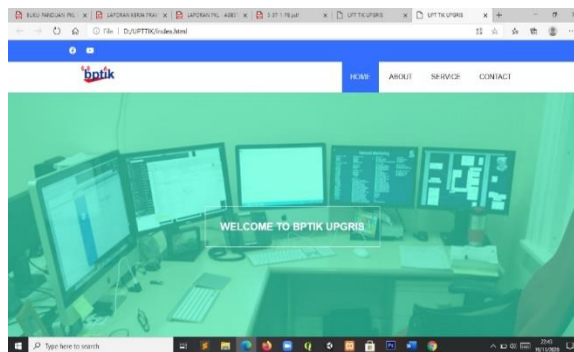 BUKU PANDUAN PKL
LAPORAN KERJA PRAK
LAPORAN PKL
UPT TIK UPGRIS
UPT TIK UPGRIS
File D:/UPTTIK/index.html
bptik
HOME ABOUT SERVICE CONTACT
WELCOME TO BPTIK UPGRIS
Type here to search